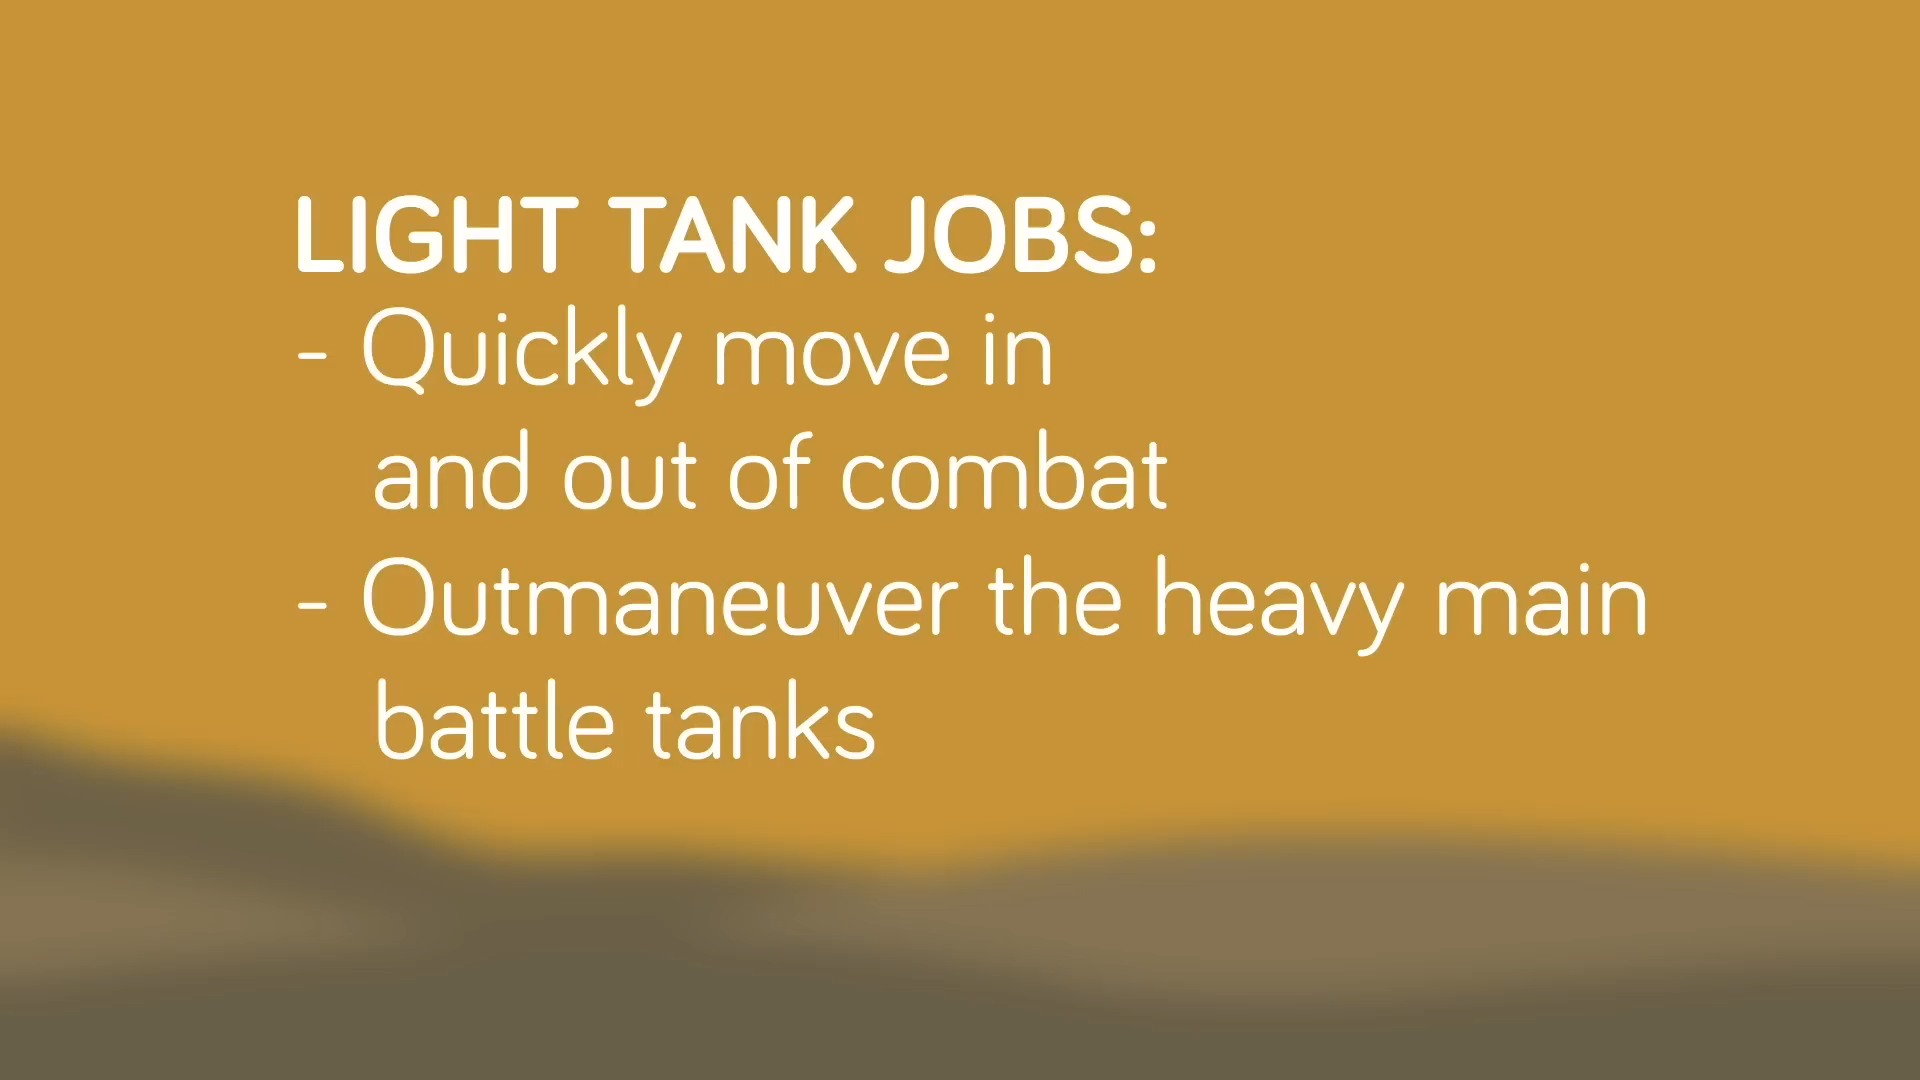 LIGHT TANK JOBS:
- Quickly move in
and out of combat
- Outmaneuver the heavy main
battle tanks